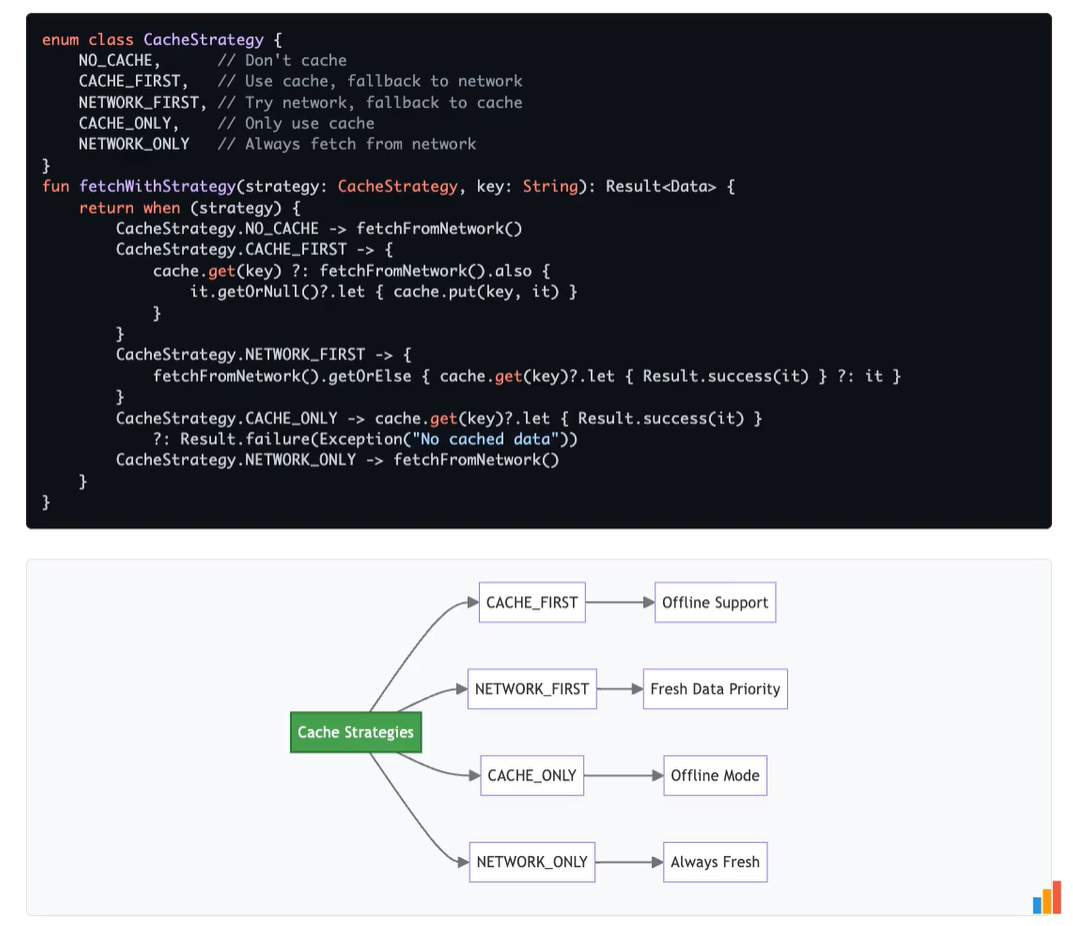 enum class CacheStrategy {
    NO_CACHE,      // Don't cache
    CACHE_FIRST,   // Use cache, fallback to network
    NETWORK_FIRST, // Try network, fallback to cache
    CACHE_ONLY,    // Only use cache
    NETWORK_ONLY   // Always fetch from network
}
fun fetchWithStrategy(strategy: CacheStrategy, key: String): Result<Data> {
    return when (strategy) {
        CacheStrategy.NO_CACHE -> fetchFromNetwork()
        CacheStrategy.CACHE_FIRST -> {
            cache.get(key) ?: fetchFromNetwork().also {
                it.getOrNull()?.let { cache.put(key, it) }
            }
        }
        CacheStrategy.NETWORK_FIRST -> {
            fetchFromNetwork().getOrElse { cache.get(key)?.let { Result.success(it) } ?: it }
        }
        CacheStrategy.CACHE_ONLY -> cache.get(key)?.let { Result.success(it) }
            ?: Result.failure(Exception("No cached data"))
        CacheStrategy.NETWORK_ONLY -> fetchFromNetwork()
    }
}
CACHE_FIRST
Offline Support
NETWORK_FIRST
Fresh Data Priority
Cache Strategies
CACHE_ONLY
Offline Mode
NETWORK_ONLY
Always Fresh